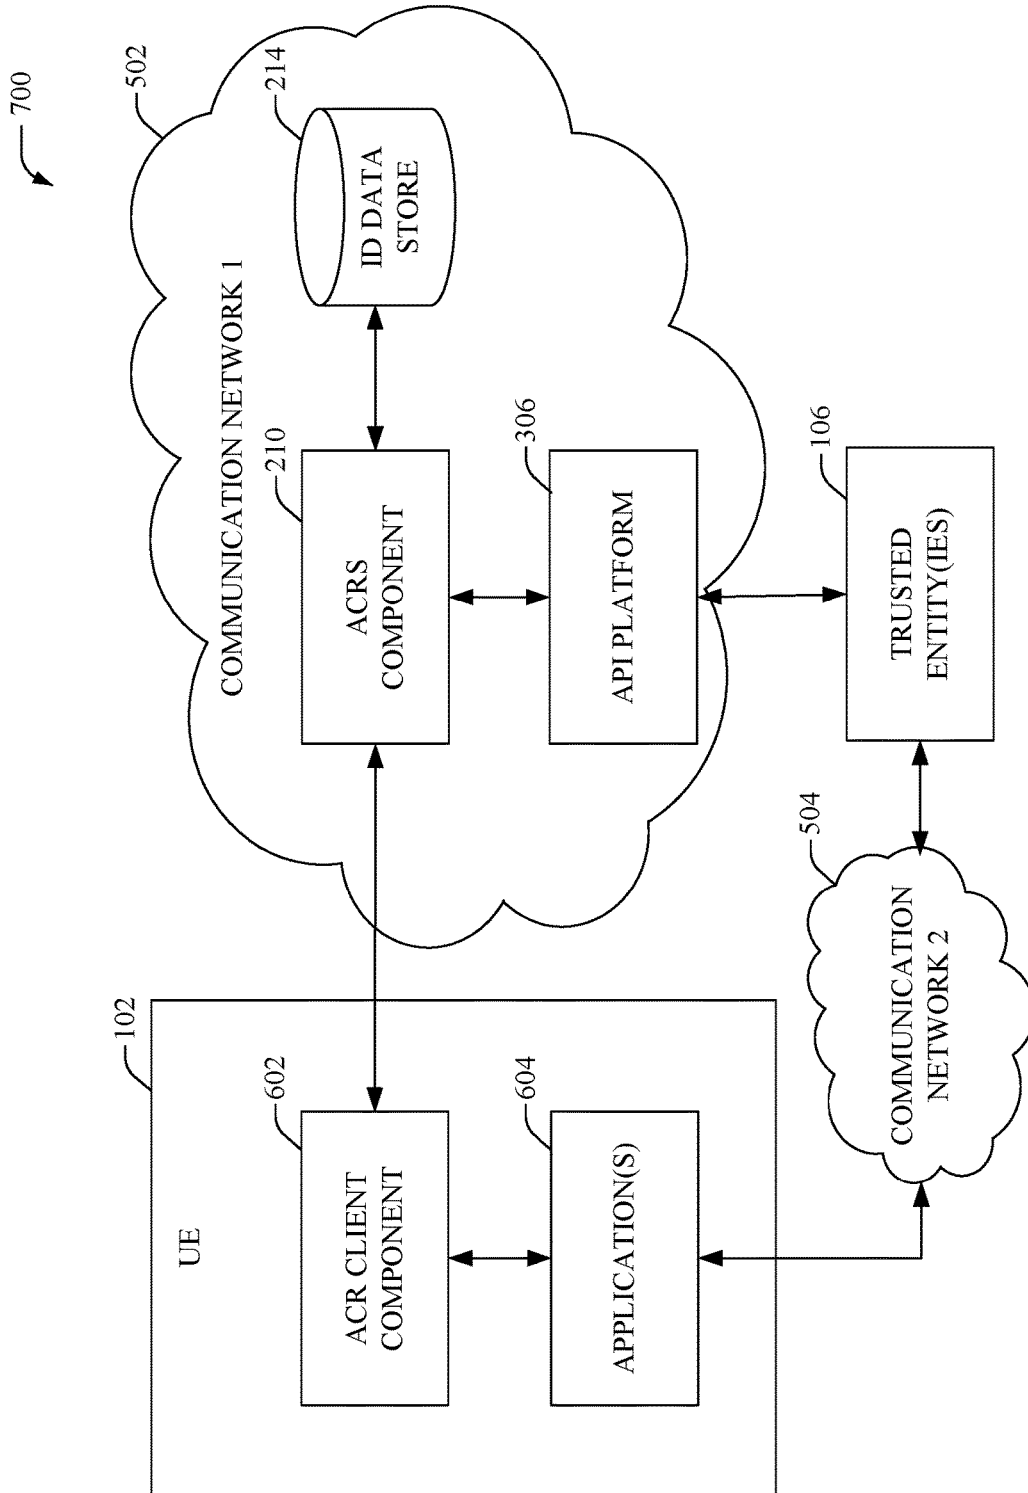 700
502
COMMUNICATION NETWORK 1
214
ID DATA
STORE
210
ACRS
COMPONENT
306
API PLATFORM
106
TRUSTED
ENTITY(IES)
102
UE
602
ACR CLIENT
COMPONENT
604
APPLICATION(S)
504
COMMUNICATION
NETWORK 2